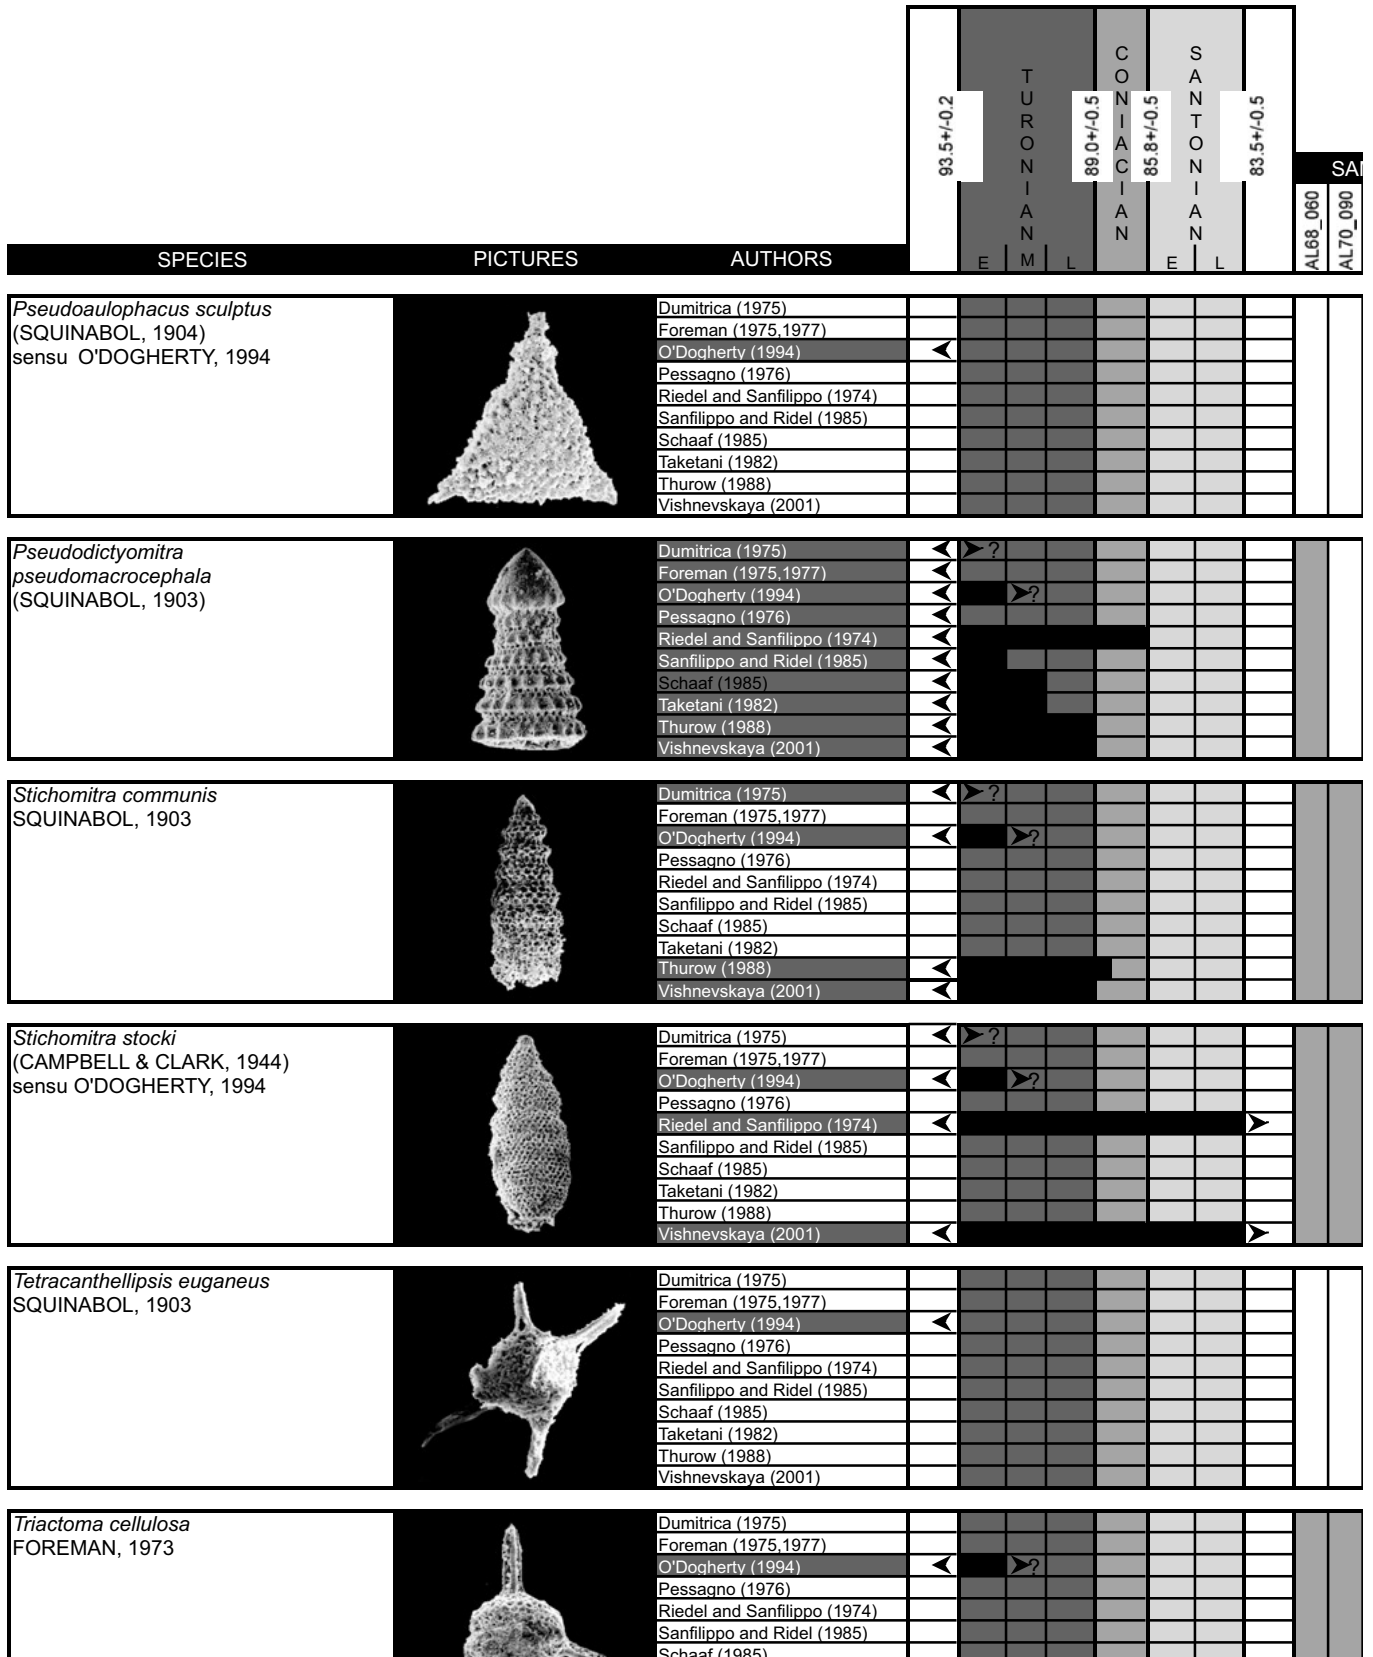 TURONIAN
CONIACIAN
SANTONIAN
93.5+/-0.2
89.0+/-0.5
85.8+/-0.5
83.5+/-0.5
AL68_060
AL70_090
SPECIES PICTURES AUTHORS
E M L E L
Pseudoaulophacus sculptus
(SQUINABOL, 1904)
sensu O'DOGHERTY, 1994
Dumitrica (1975)
Foreman (1975,1977)
O'Dogherty (1994)
Pessagno (1976)
Riedel and Sanfilippo (1974)
Sanfilippo and Ridel (1985)
Schaaf (1985)
Taketani (1982)
Thurow (1988)
Vishnevskaya (2001)
Pseudodictyomitra
pseudomacrocephala
(SQUINABOL, 1903)
Dumitrica (1975) ?
Foreman (1975,1977)
O'Dogherty (1994) ?
Pessagno (1976)
Riedel and Sanfilippo (1974)
Sanfilippo and Ridel (1985)
Schaaf (1985)
Taketani (1982)
Thurow (1988)
Vishnevskaya (2001)
Stichomitra communis
SQUINABOL, 1903
Dumitrica (1975) ?
Foreman (1975,1977)
O'Dogherty (1994) ?
Pessagno (1976)
Riedel and Sanfilippo (1974)
Sanfilippo and Ridel (1985)
Schaaf (1985)
Taketani (1982)
Thurow (1988)
Vishnevskaya (2001)
Stichomitra stocki
(CAMPBELL & CLARK, 1944)
sensu O'DOGHERTY, 1994
Dumitrica (1975) ?
Foreman (1975,1977)
O'Dogherty (1994) ?
Pessagno (1976)
Riedel and Sanfilippo (1974)
Sanfilippo and Ridel (1985)
Schaaf (1985)
Taketani (1982)
Thurow (1988)
Vishnevskaya (2001)
Tetracanthellipsis euganeus
SQUINABOL, 1903
Dumitrica (1975)
Foreman (1975,1977)
O'Dogherty (1994)
Pessagno (1976)
Riedel and Sanfilippo (1974)
Sanfilippo and Ridel (1985)
Schaaf (1985)
Taketani (1982)
Thurow (1988)
Vishnevskaya (2001)
Triactoma cellulosa
FOREMAN, 1973
Dumitrica (1975)
Foreman (1975,1977)
O'Dogherty (1994) ?
Pessagno (1976)
Riedel and Sanfilippo (1974)
Sanfilippo and Ridel (1985)
Schaaf (1985)